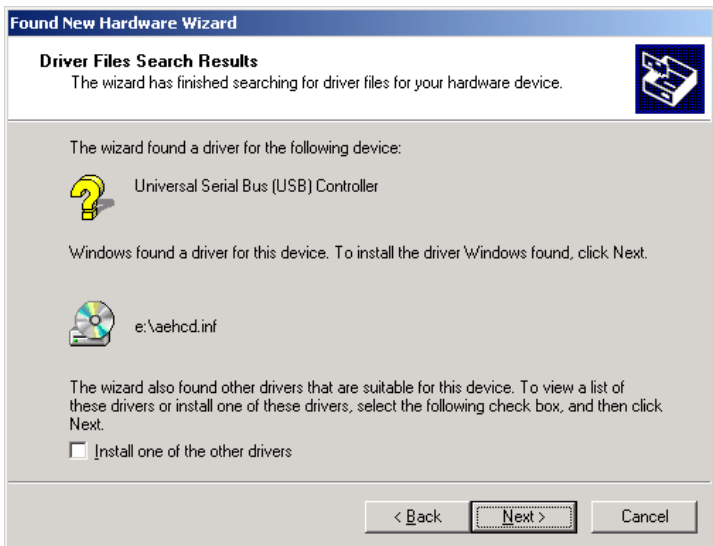 Found New Hardware Wizard
Driver Files Search Results
The wizard has finished searching for driver files for your hardware device.
The wizard found a driver for the following device:
Universal Serial Bus (USB) Controller
Windows found a driver for this device. To install the driver Windows found, click Next.
e:\aehcd.inf
The wizard also found other drivers that are suitable for this device. To view a list of
these drivers or install one of these drivers, select the following check box, and then click
Next.
Install one of the other drivers
< Back Next > Cancel